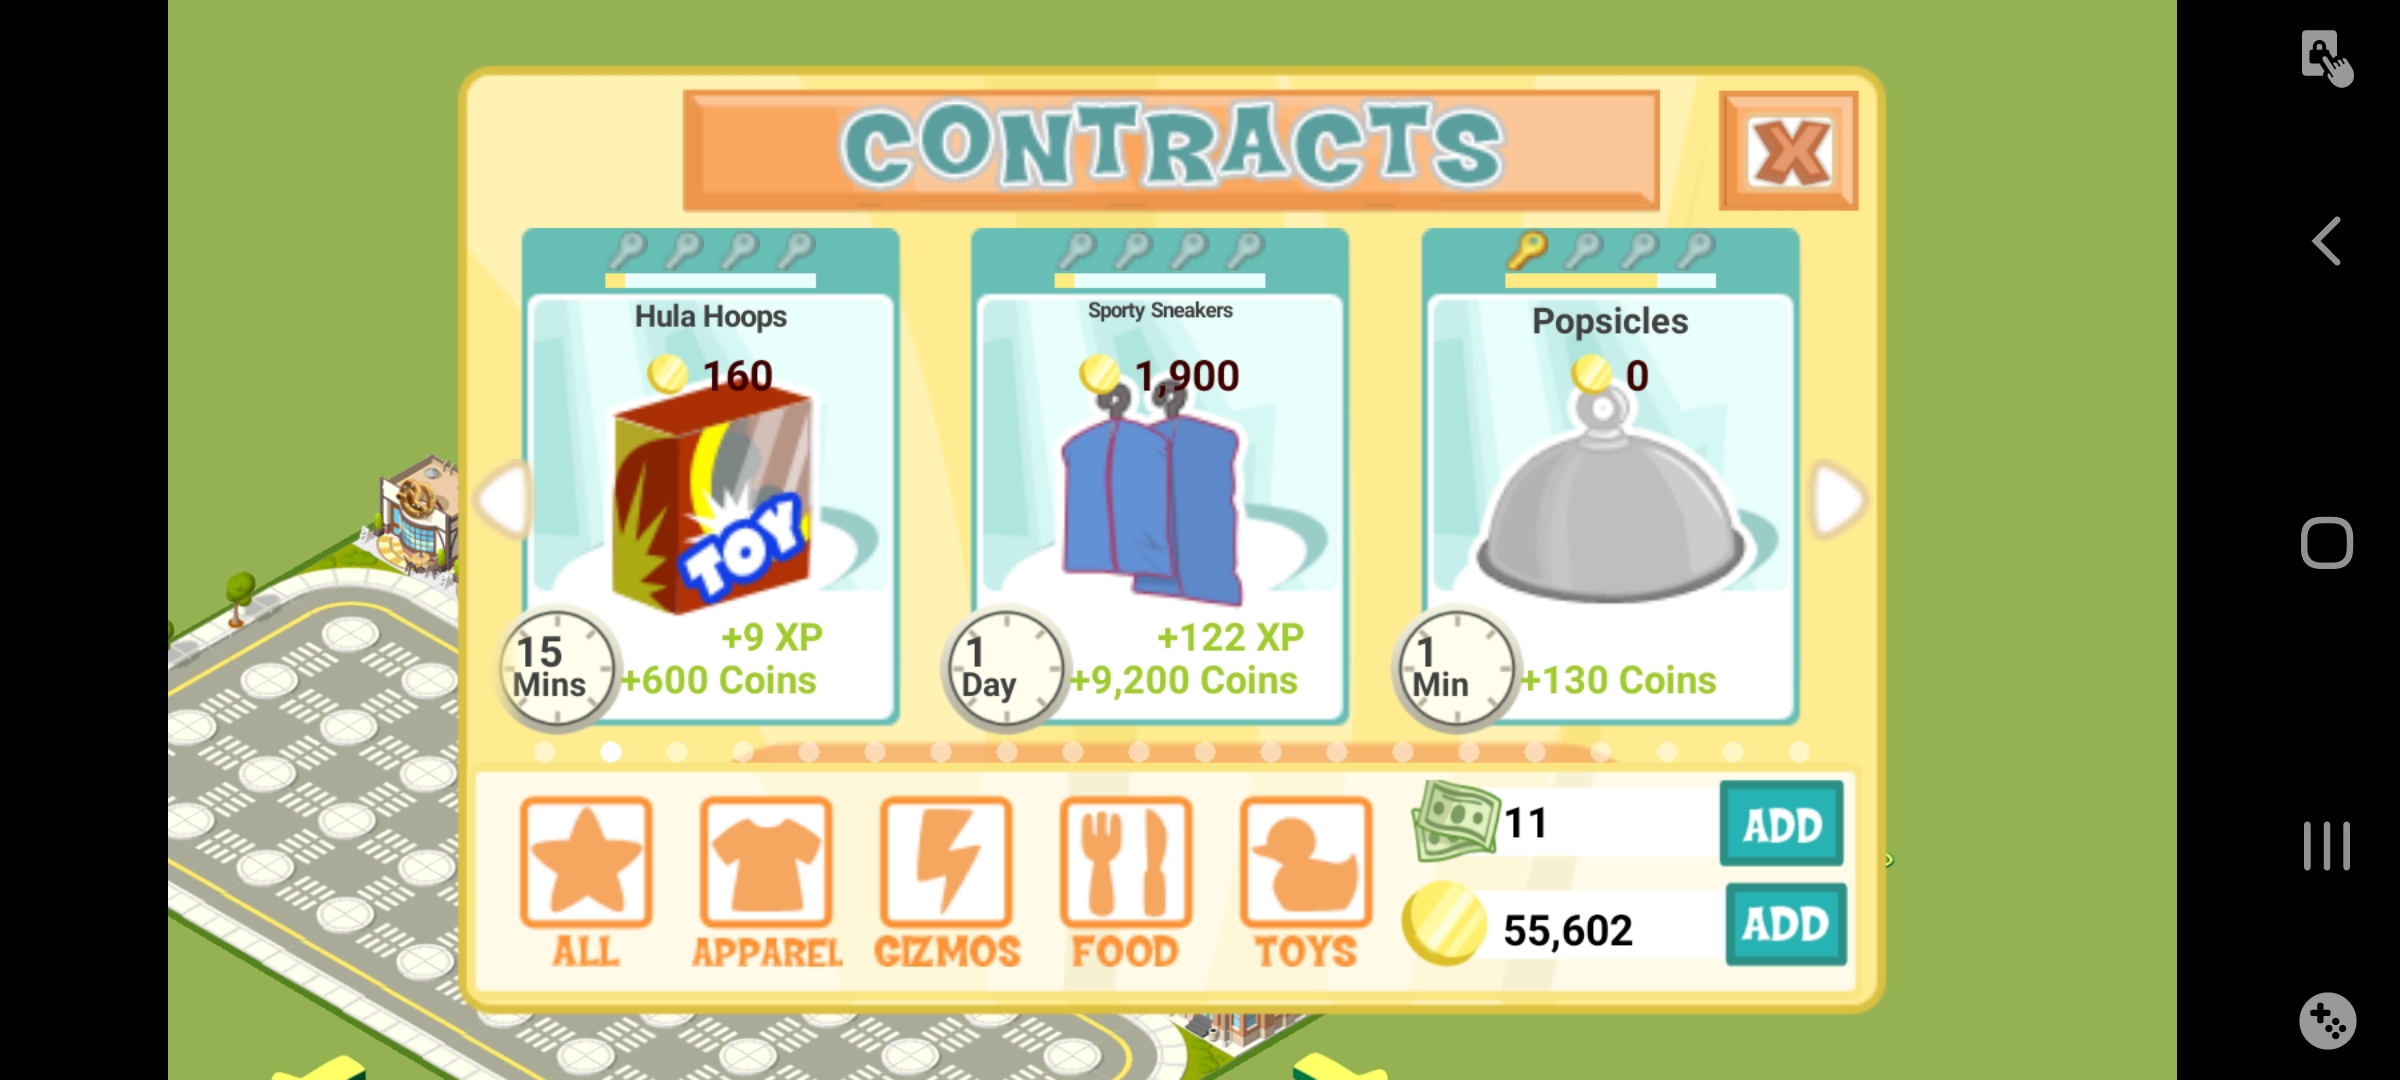 CONTRACTS
X
Hula Hoops
160
TOY
15
Mins
+9 XP
+600 Coins
Sporty Sneakers
1,900
1
Day
+122 XP
+9,200 Coins
Popsicles
0
1
Min
+130 Coins
ALL
APPAREL
GIZMOS
FOOD
TOYS
11
ADD
55,602
ADD